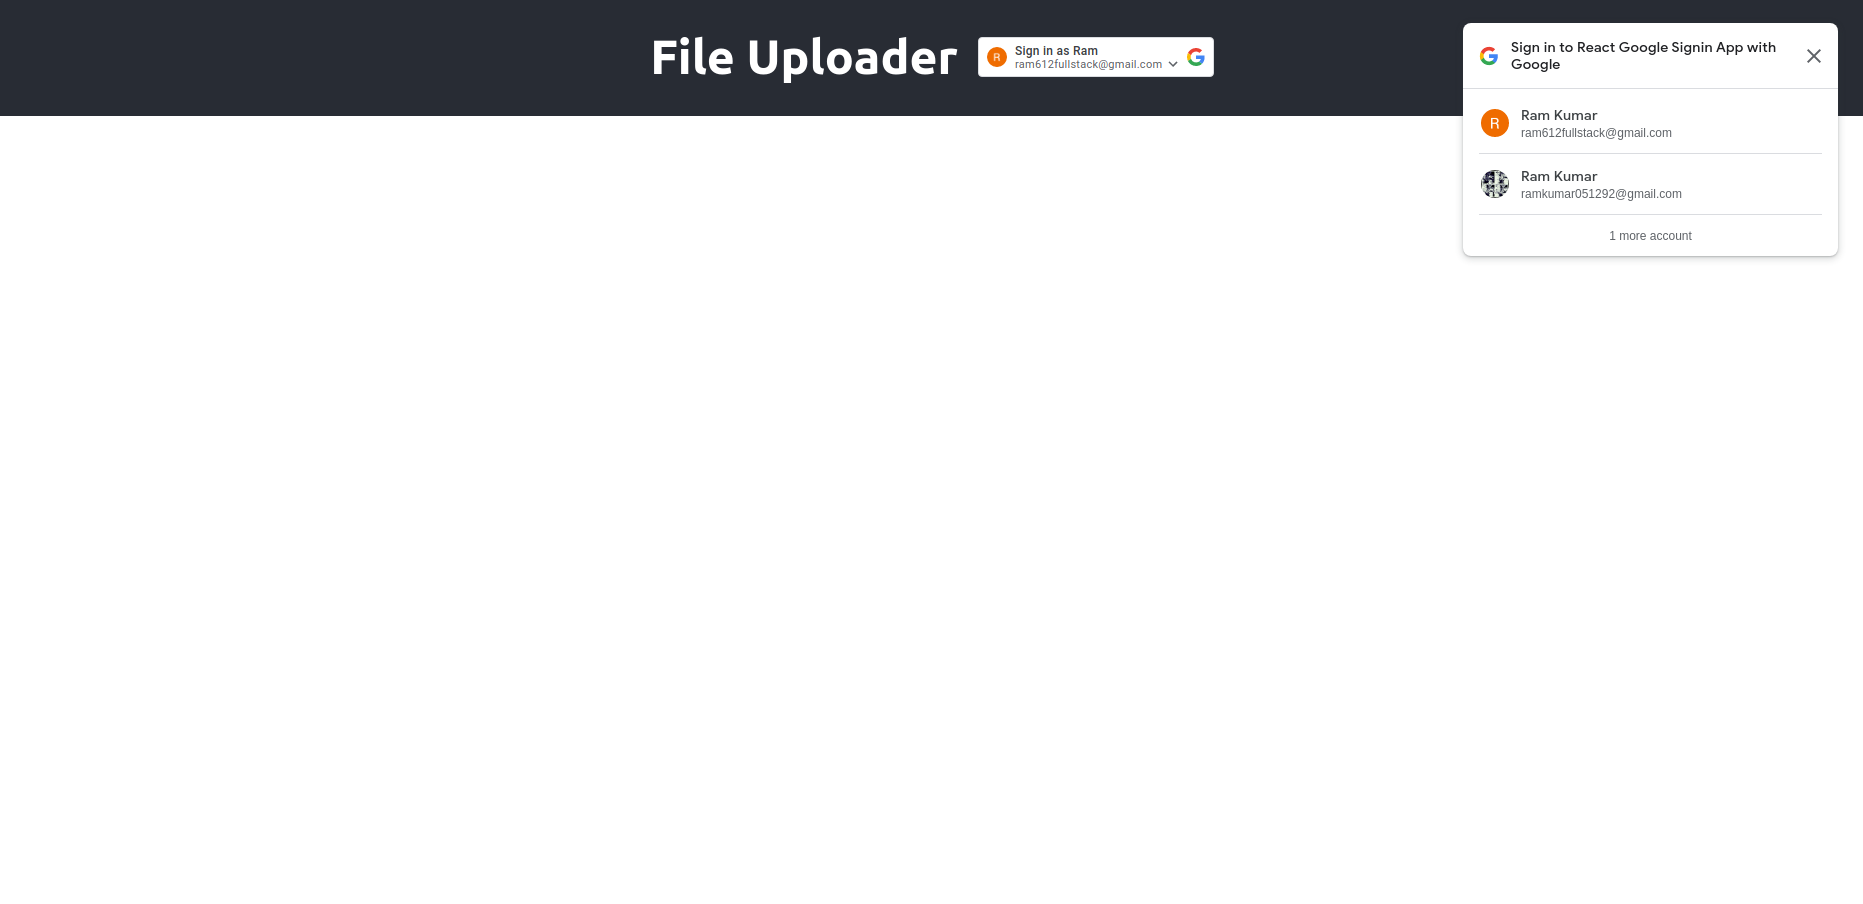 File Uploader
R
Sign in as Ram
ram612fullstack@gmail.com
Sign in to React Google Signin App with
Google
R
Ram Kumar
ram612fullstack@gmail.com
Ram Kumar
ramkumar051292@gmail.com
1 more account